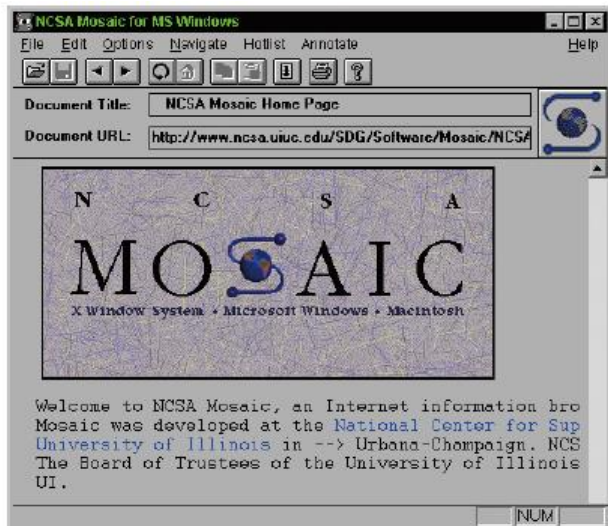 NCSA Mosaic for MS Windows
File Edit Options Navigate Hotlist Annotate Help
Document Title: NCSA Mosaic Home Page
Document URL: http://www.ncsa.uiuc.edu/SDG/Software/Mosaic/NCSA
N C S A
MOSAIC
X Window System • Microsoft Windows • Macintosh
Welcome to NCSA Mosaic, an Internet information bro
Mosaic was developed at the National Center for Sup
University of Illinois in --> Urbana-Champaign. NCS
The Board of Trustees of the University of Illinois
UI.
NUM